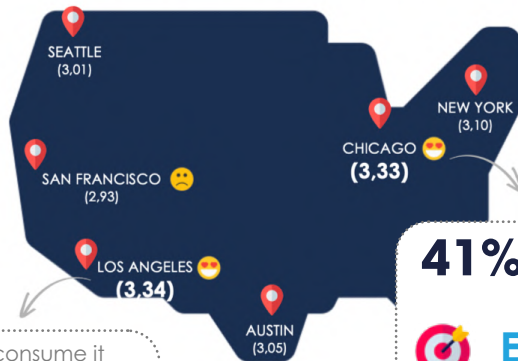 SEATTLE
(3,01)
NEW YORK
(3,10)
CHICAGO
(3,33)
SAN FRANCISCO
(2,93)
LOS ANGELES
(3,34)
41%
AUSTIN
(3,05)
consume it